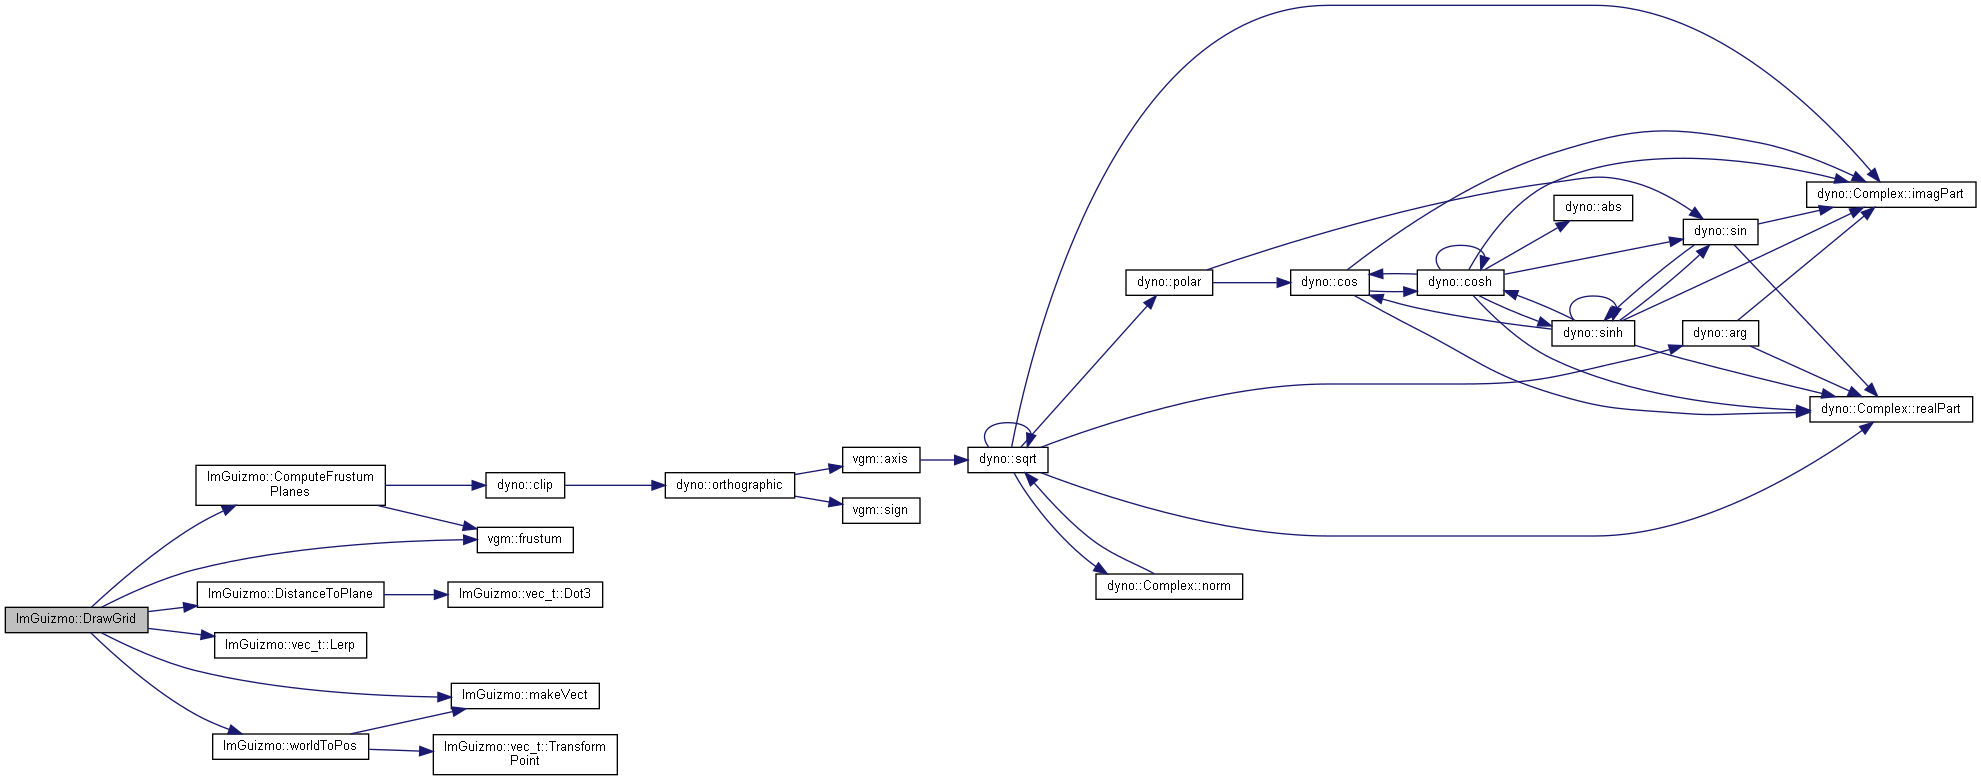 ImGuizmo::DrawGrid
ImGuizmo::ComputeFrustum
Planes
vgm::frustum
ImGuizmo::DistanceToPlane
ImGuizmo::vec_t::Dot3
ImGuizmo::vec_t::Lerp
ImGuizmo::makeVect
ImGuizmo::worldToPos
ImGuizmo::vec_t::Transform
Point
dyno::clip
dyno::orthographic
vgm::axis
vgm::sign
dyno::sqrt
dyno::Complex::norm
dyno::polar
dyno::cos
dyno::cosh
dyno::abs
dyno::sinh
dyno::sin
dyno::arg
dyno::Complex::imagPart
dyno::Complex::realPart